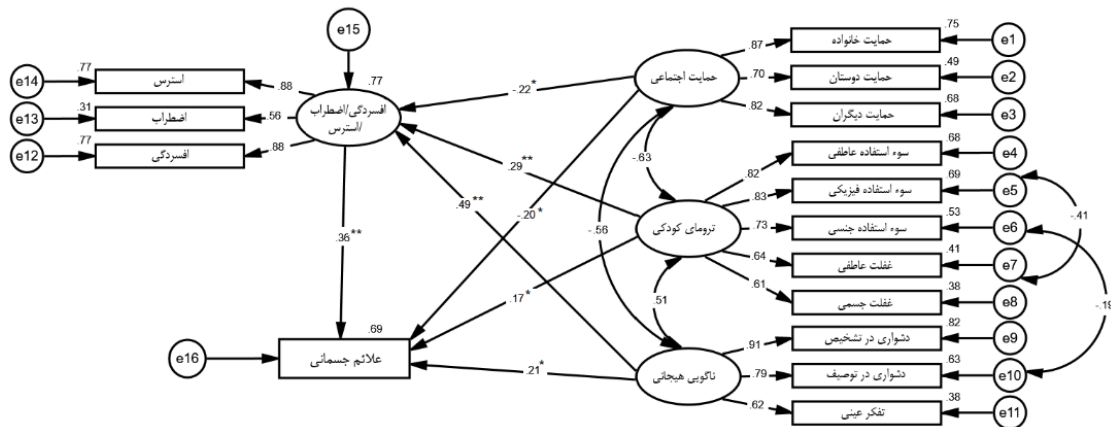 e15
.77
e14
.77
استرس
.88
e13
.31
اضطراب
.56
e12
.77
افسردگی
.88
افسردگی/اضطراب
/استرس
-.22*
.29**
.49**
-.20*
.36**
.17*
.21*
e16
.69
علائم جسمانی
حمایت اجتماعی
-.63
-.56
ترومای کودکی
.51
ناگویی هیجانی
.87
حمایت خانواده
.75
e1
.70
حمایت دوستان
.49
e2
.82
حمایت دیگران
.68
e3
.82
سوء استفاده عاطفی
.68
e4
.83
سوء استفاده فیزیکی
.69
e5
.73
سوء استفاده جنسی
.53
e6
.64
غفلت عاطفی
.41
e7
.61
غفلت جسمی
.38
e8
.91
دشواری در تشخیص
.82
e9
.79
دشواری در توصیف
.63
e10
.62
تفکر عینی
.38
e11
-.41
-.19